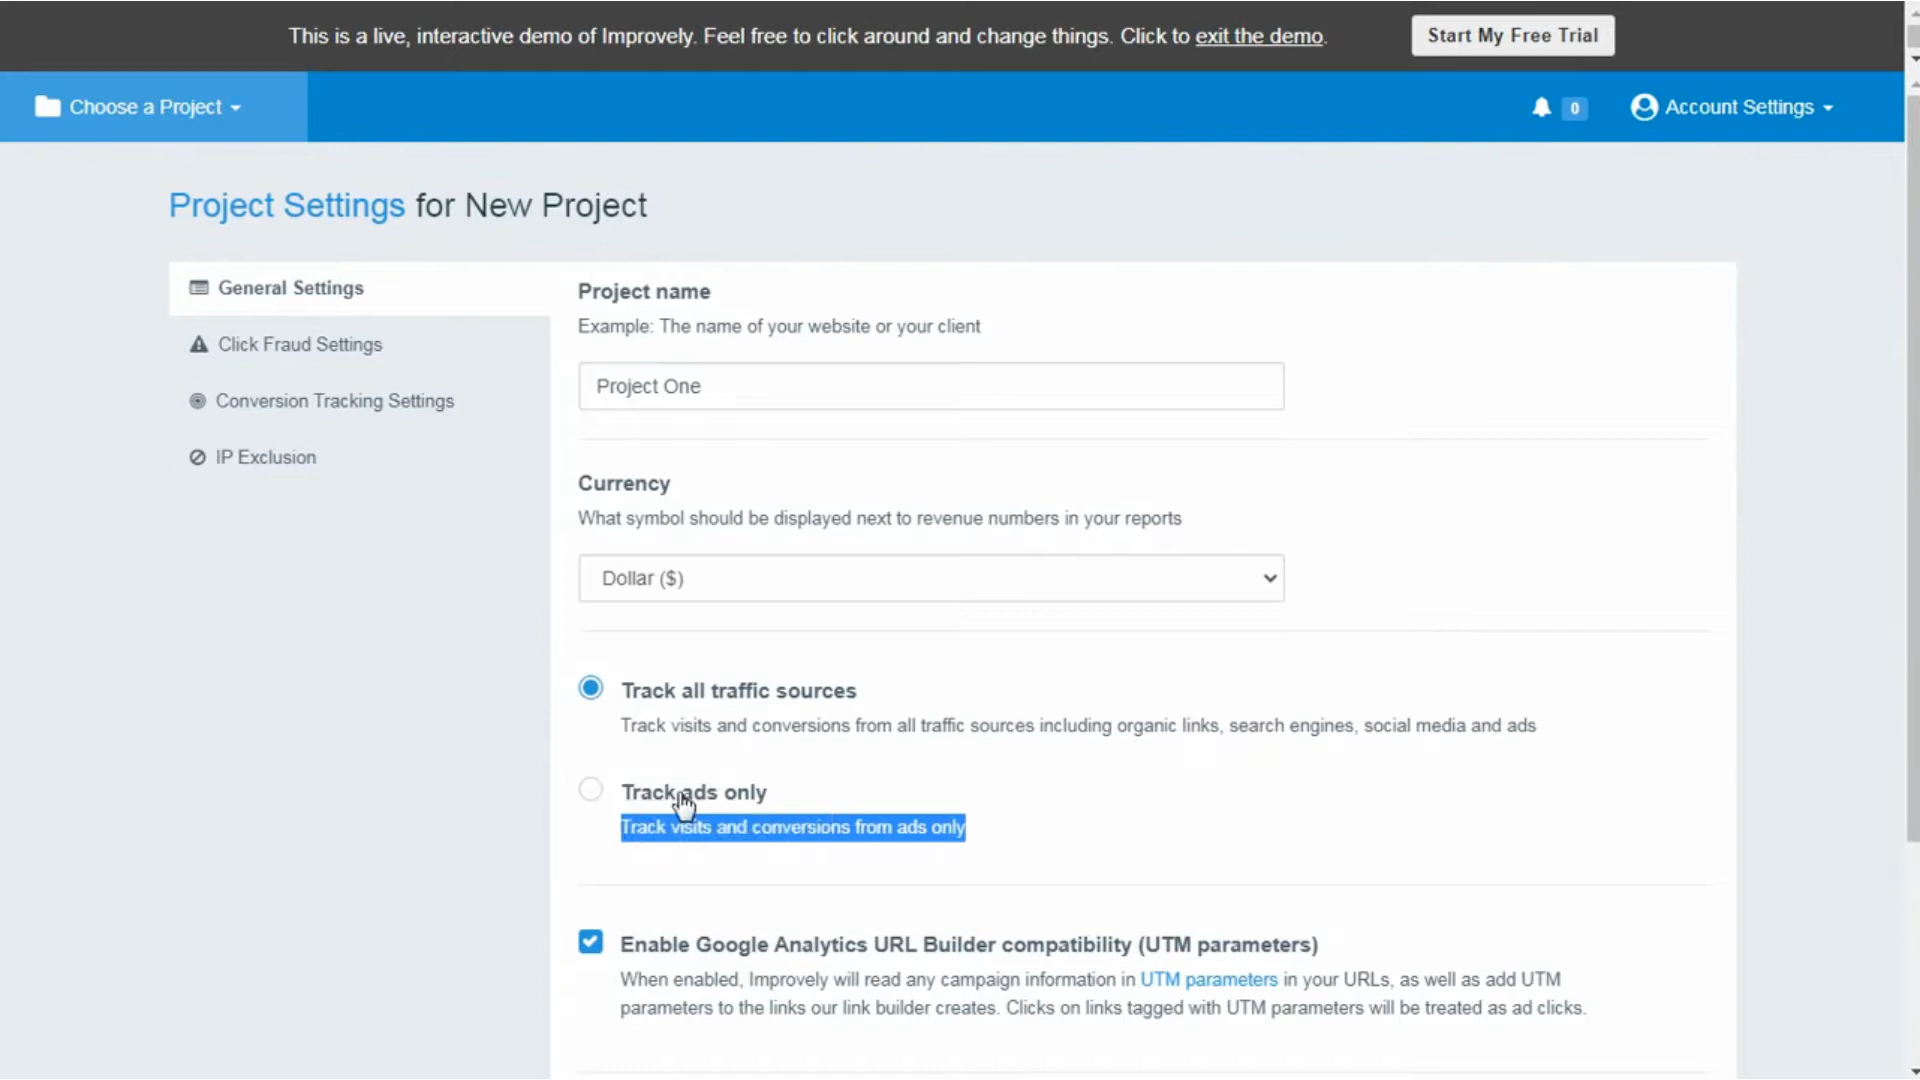 This is a live, interactive demo of Improvely. Feel free to click around and change things. Click to exit the demo.
Start My Free Trial
Choose a Project
0
Account Settings
Project Settings for New Project
General Settings
Click Fraud Settings
Conversion Tracking Settings
IP Exclusion
Project name
Example: The name of your website or your client
Project One
Currency
What symbol should be displayed next to revenue numbers in your reports
Dollar ($)
Track all traffic sources
Track visits and conversions from all traffic sources including organic links, search engines, social media and ads
Track ads only
Track visits and conversions from ads only
Enable Google Analytics URL Builder compatibility (UTM parameters)
When enabled, Improvely will read any campaign information in UTM parameters in your URLs, as well as add UTM
parameters to the links our link builder creates. Clicks on links tagged with UTM parameters will be treated as ad clicks.